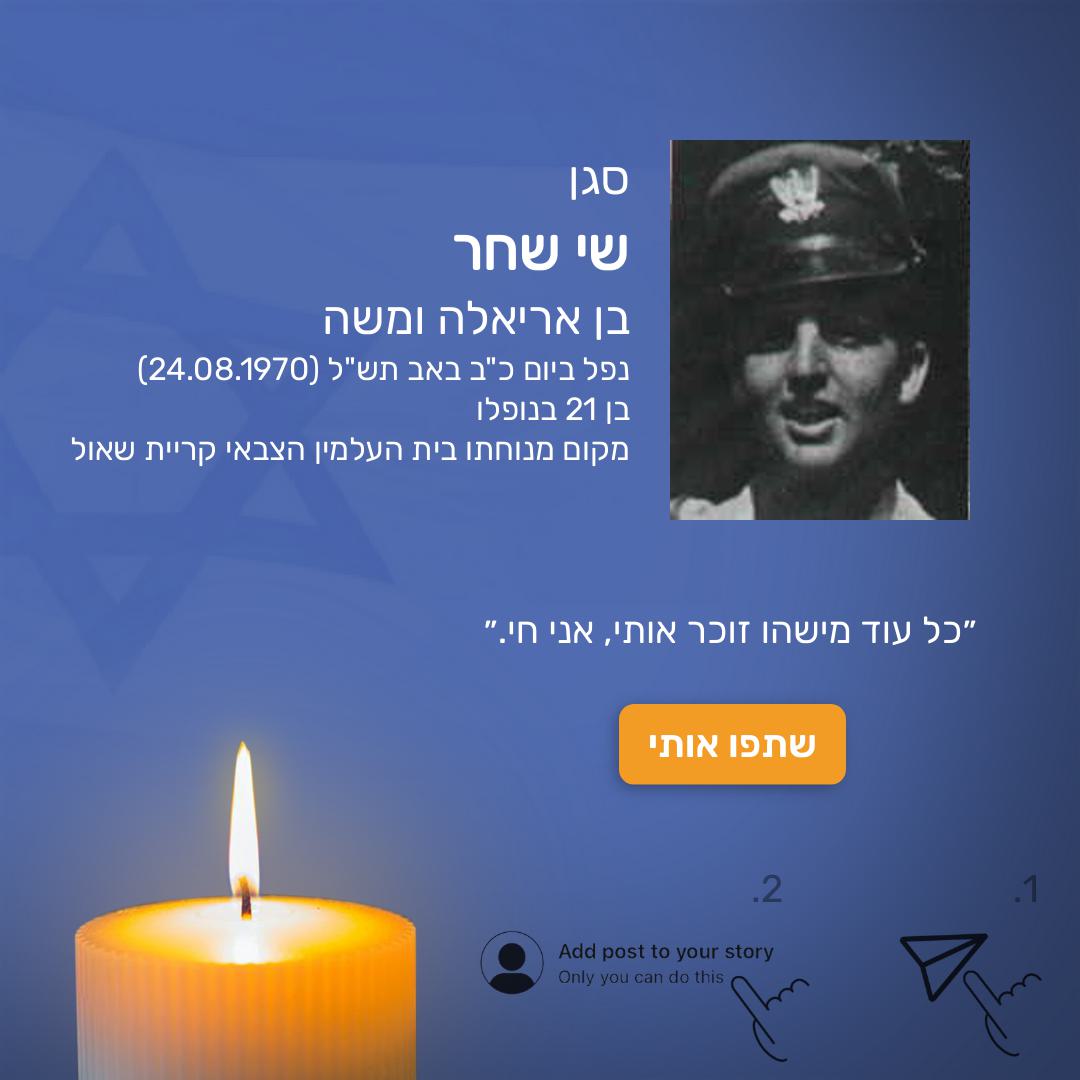 סגן
שי שחר
בן אריאלה ומשה
נפל ביום כ"ב באב תש"ל (24.08.1970)
בן 21 בנופלו
מקום מנוחתו בית העלמין הצבאי קריית שאול
״כל עוד מישהו זוכר אותי, אני חי.״
שתפו אותי
1.
2.
Add post to your story
Only you can do this